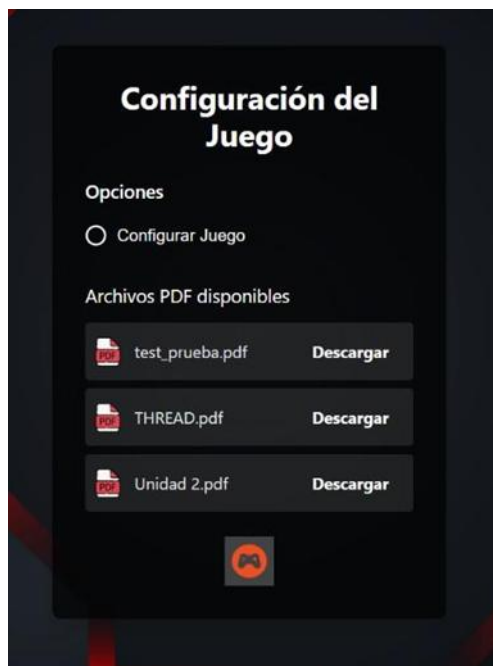 Configuración del
Juego
Opciones
Configurar Juego
Archivos PDF disponibles
PDF test_prueba.pdf Descargar
PDF THREAD.pdf Descargar
PDF Unidad 2.pdf Descargar